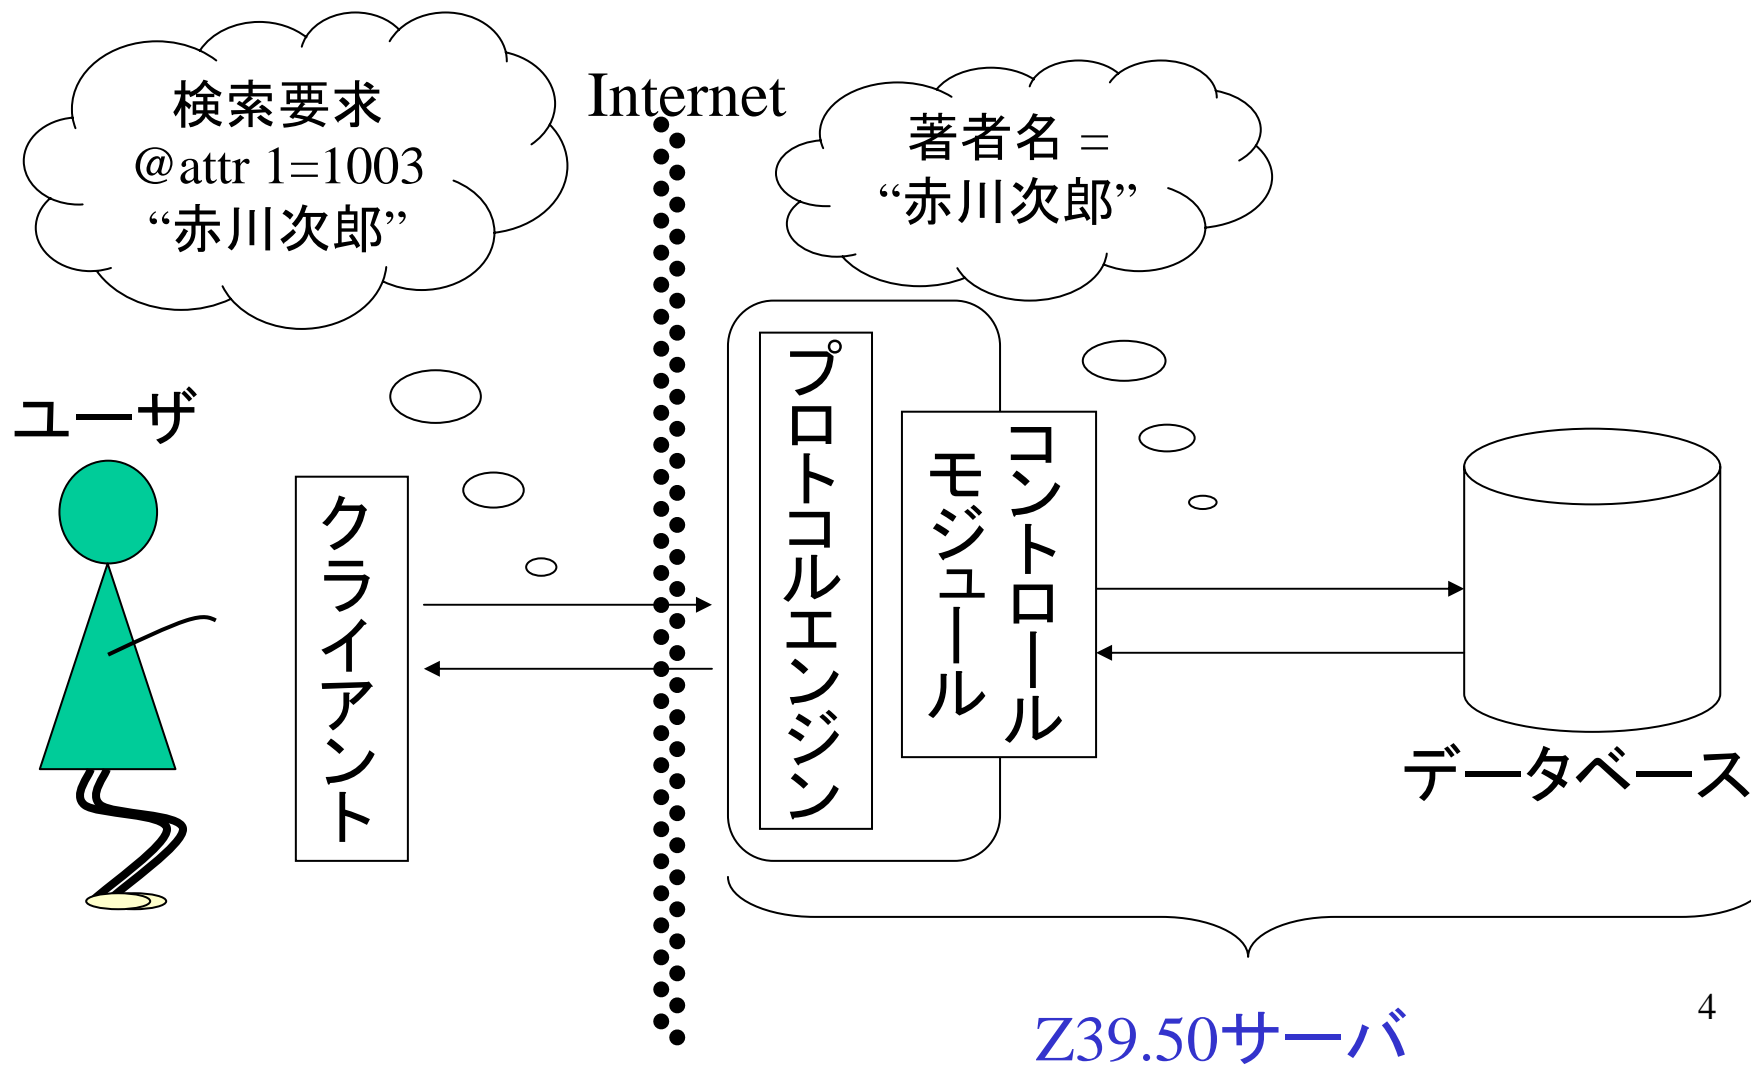 検索要求
@attr 1=1003
“赤川次郎”
Internet
著者名 =
“赤川次郎”
ユーザ
クライアント
プロトコルエンジン
コントロール
モジュール
データベース
Z39.50サーバ
4